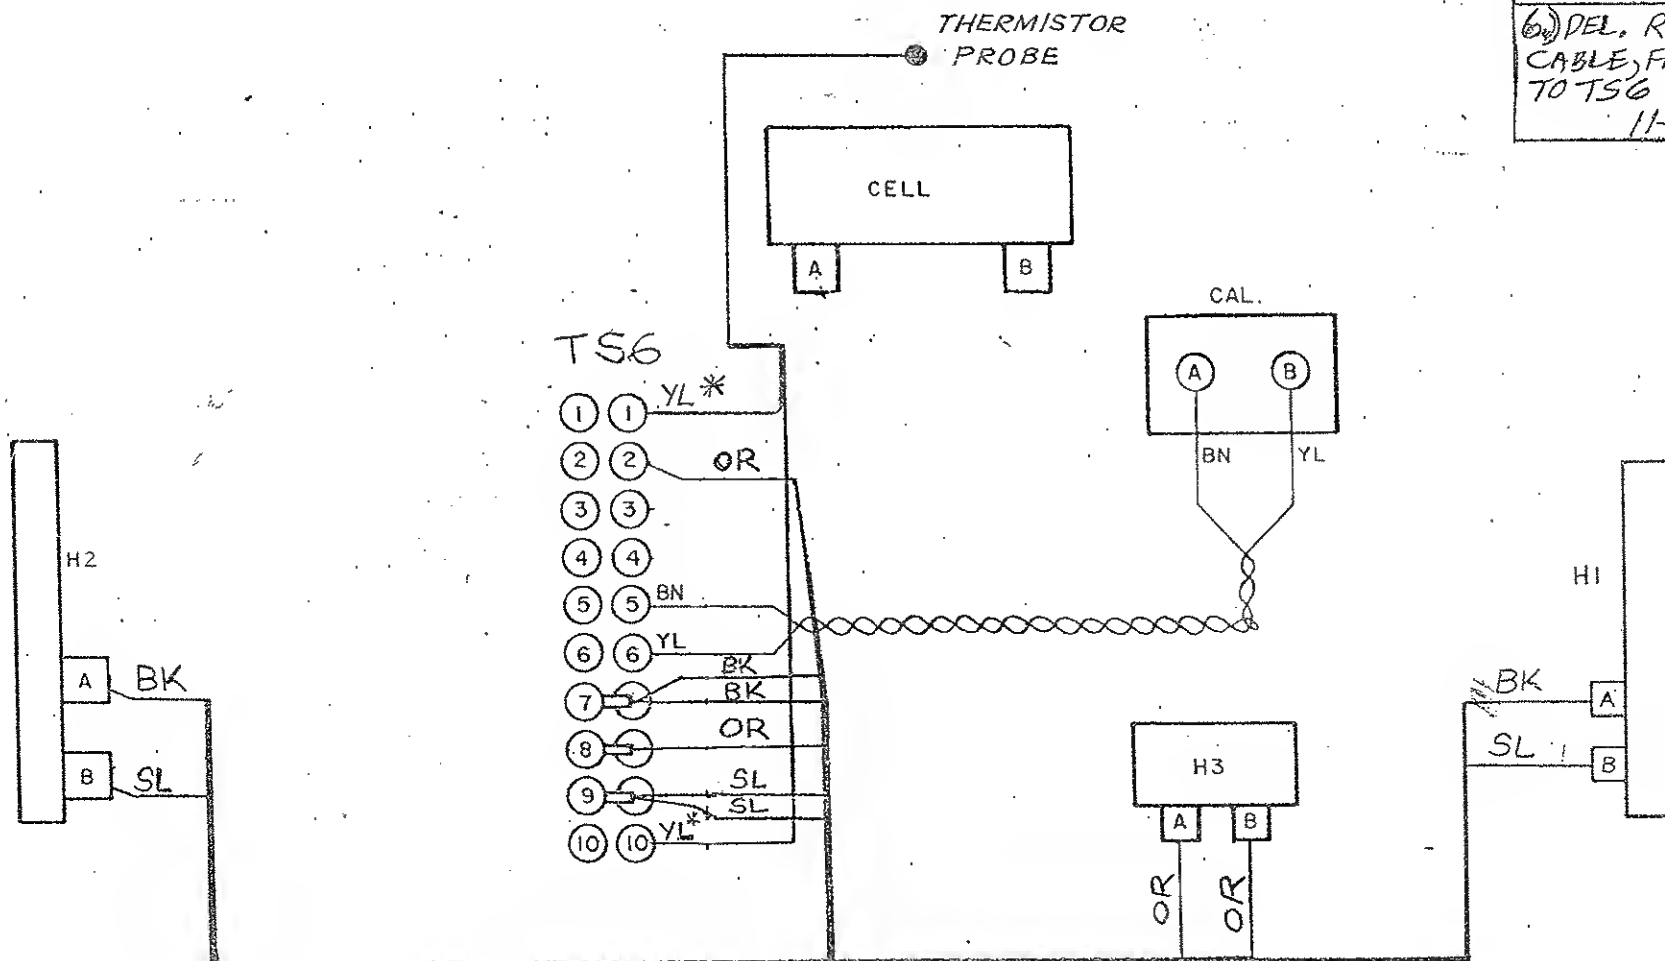 THERMISTOR
PROBE
6.) DEL. R
CABLE, F
TO TS6
11-
CELL
A B
CAL.
A B
BN YL
TS6
1 1 YL *
2 2 OR
3 3
4 4
5 5 BN
6 6 YL
BK
7 BK
8 OR
9 SL
SL
10 10 YL*
H2
A BK
B SL
H3
A B
OR OR
H1
BK A
SL B